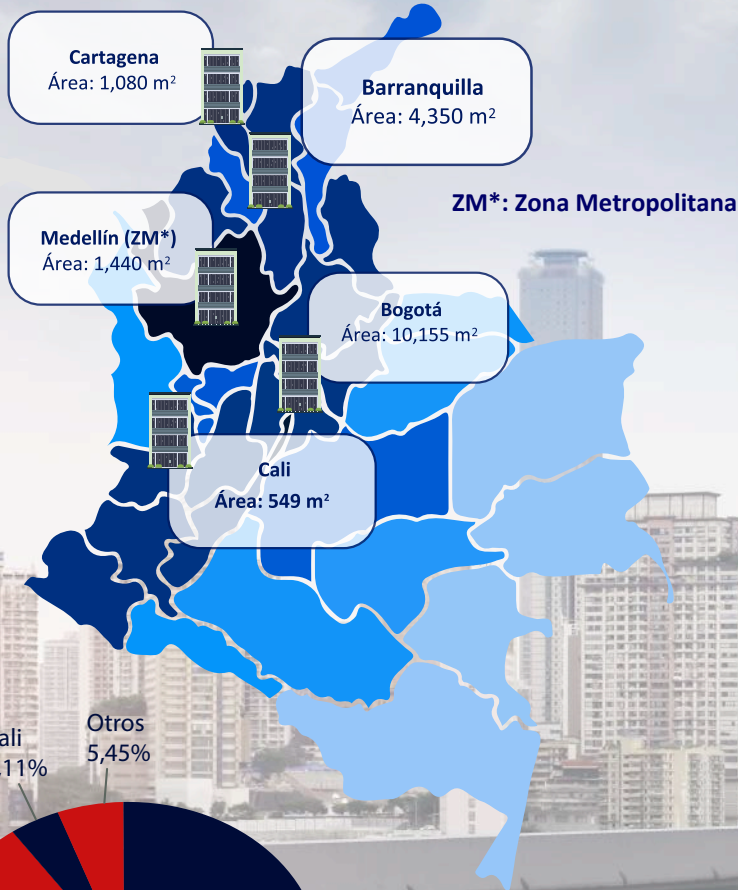 Cartagena
Área: 1,080 m²
Barranquilla
Área: 4,350 m²
ZM*: Zona Metropolitana
Medellín (ZM*)
Área: 1,440 m²
Bogotá
Área: 10,155 m²
Cali
Área: 549 m²
Otros
5,45%